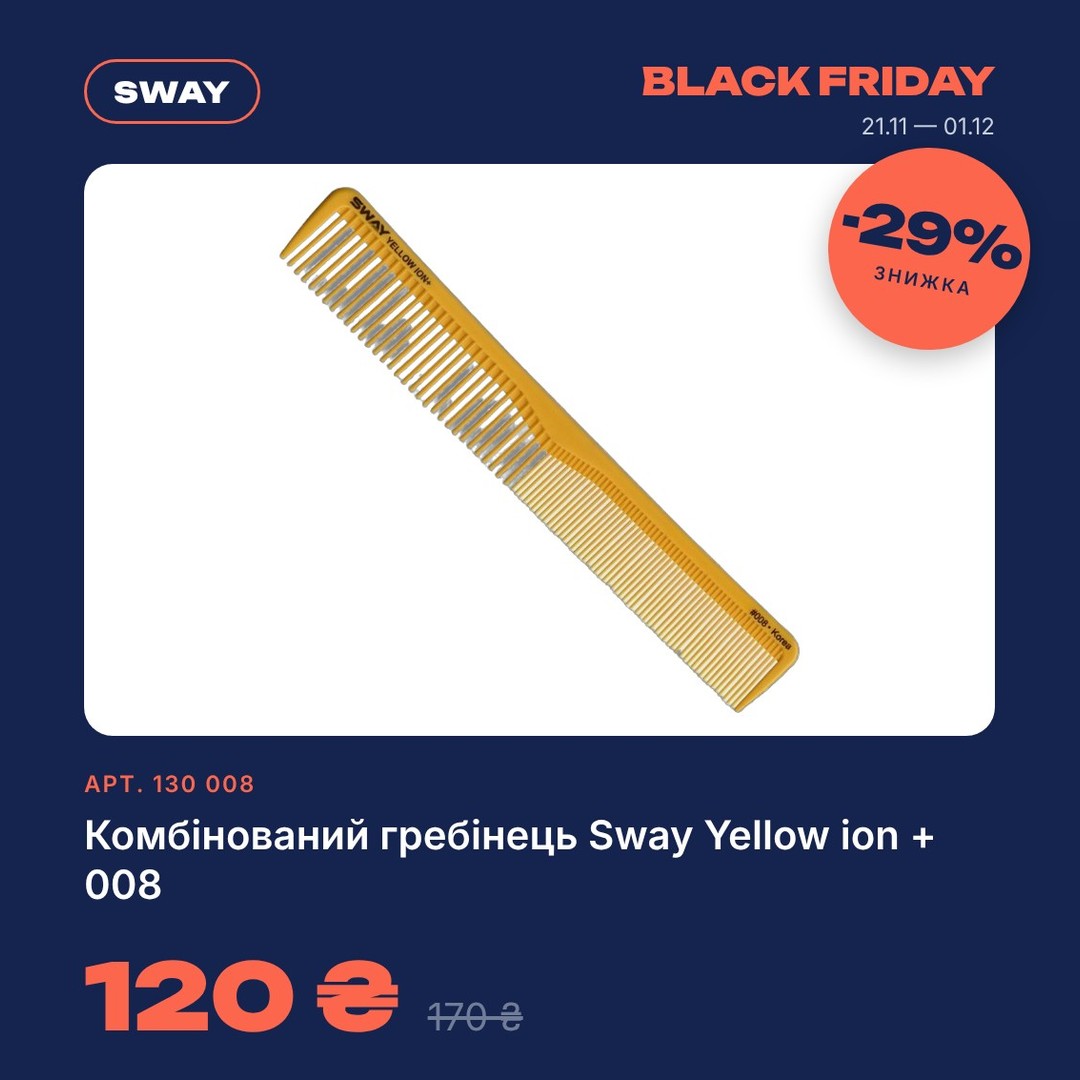 SWAY
BLACK FRIDAY
21.11 — 01.12
-29%
ЗНИЖКА
SWAY YELLOW ION+
#008 • Korea
АРТ. 130 008
Комбінований гребінець Sway Yellow ion +
008
120 ₴ 170 ₴